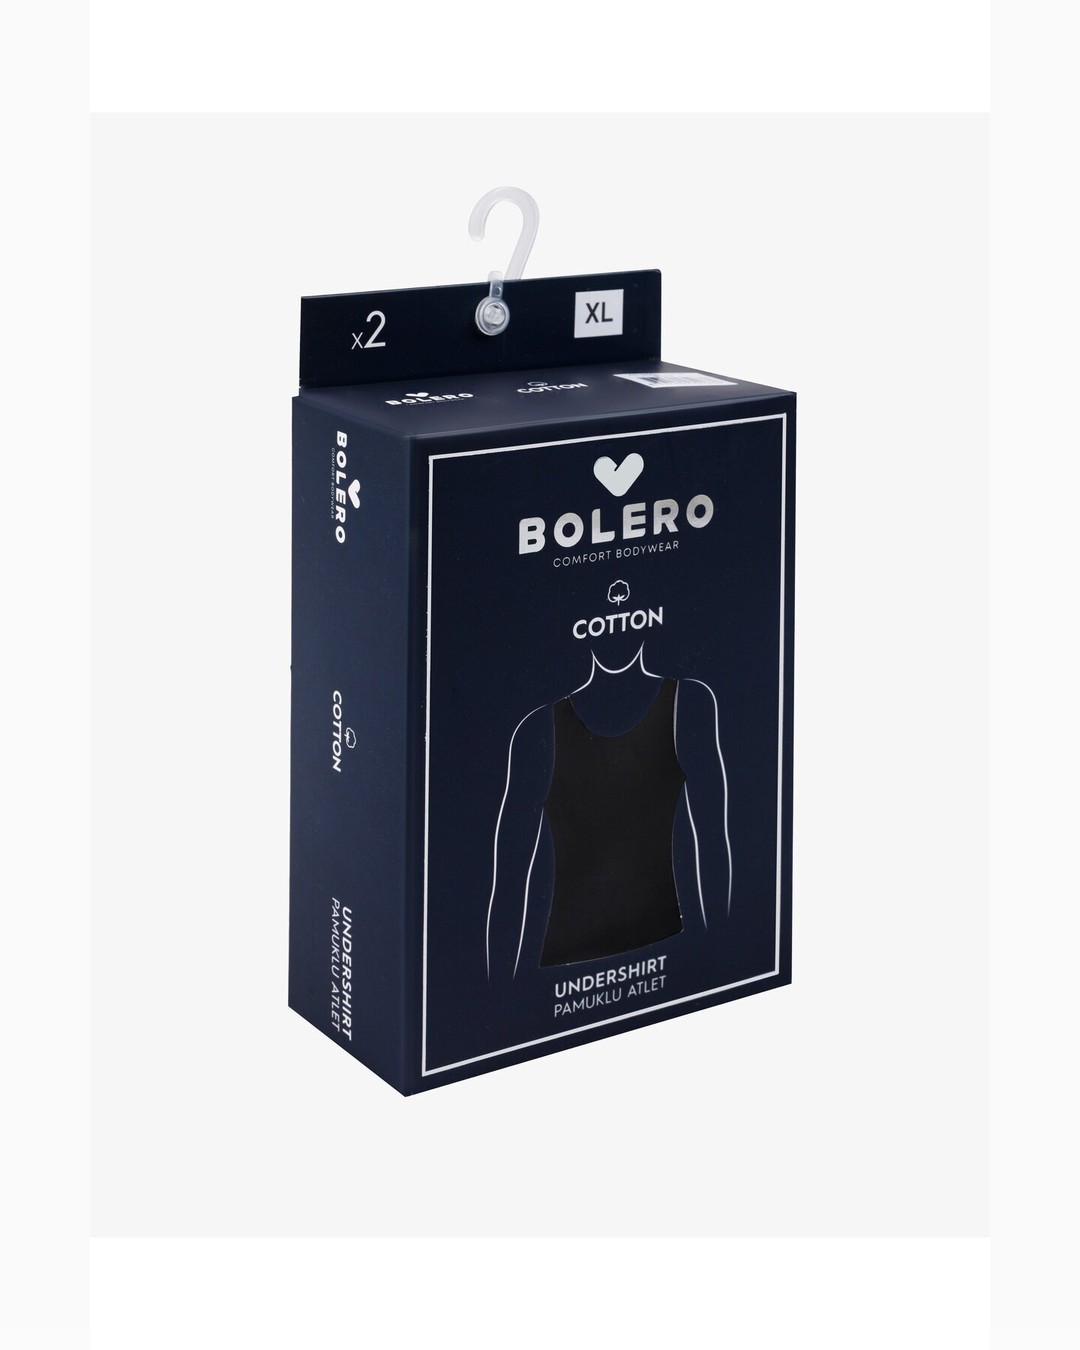 x2
XL
BOLERO
COTTON
BOLERO
COMFORT BODYWEAR
COTTON
UNDERSHIRT
PAMUKLU ATLET
BOLERO
COMFORT BODYWEAR
COTTON
UNDERSHIRT
PAMUKLU ATLET